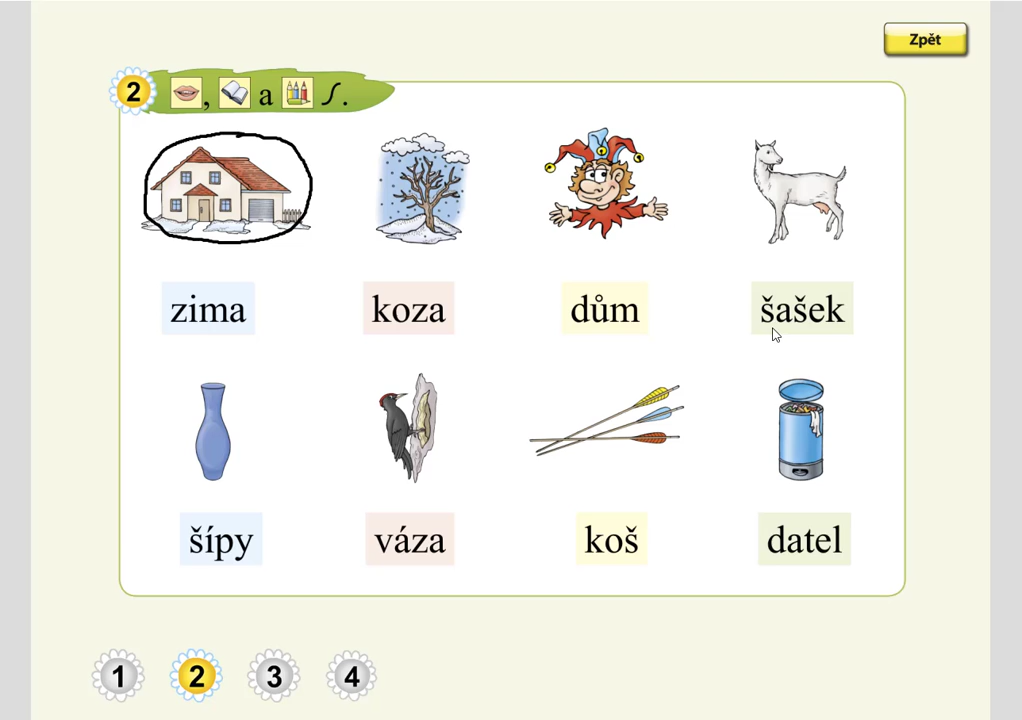 Zpět
2 , a .
zima koza dům šašek
šípy váza koš datel
1 2 3 4